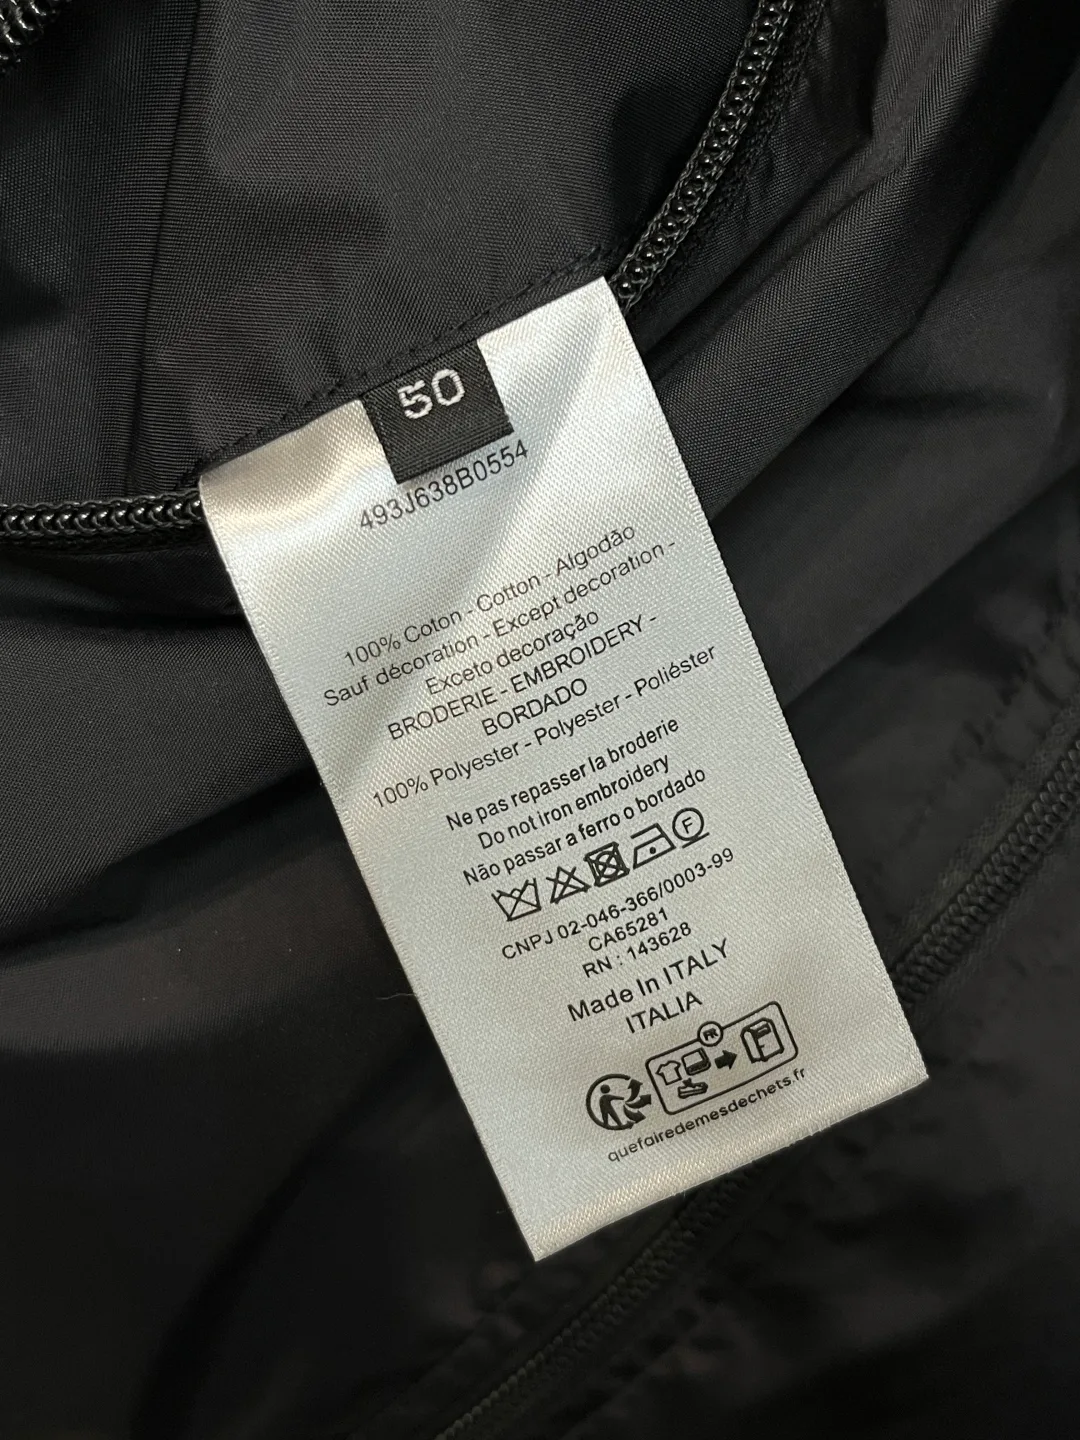 50
493J638B0554
100% Coton - Cotton - Algodão
Sauf décoration - Except decoration -
Exceto decoração
BRODERIE - EMBROIDERY -
BORDADO
100% Polyester - Polyester - Poliéster
Ne pas repasser la broderie
Do not iron embroidery
Não passar a ferro o bordado
F
CNPJ 02-046-366/0003-99
CA65281
RN : 143628
Made In ITALY
ITALIA
FR
quefairedemesdechets.fr